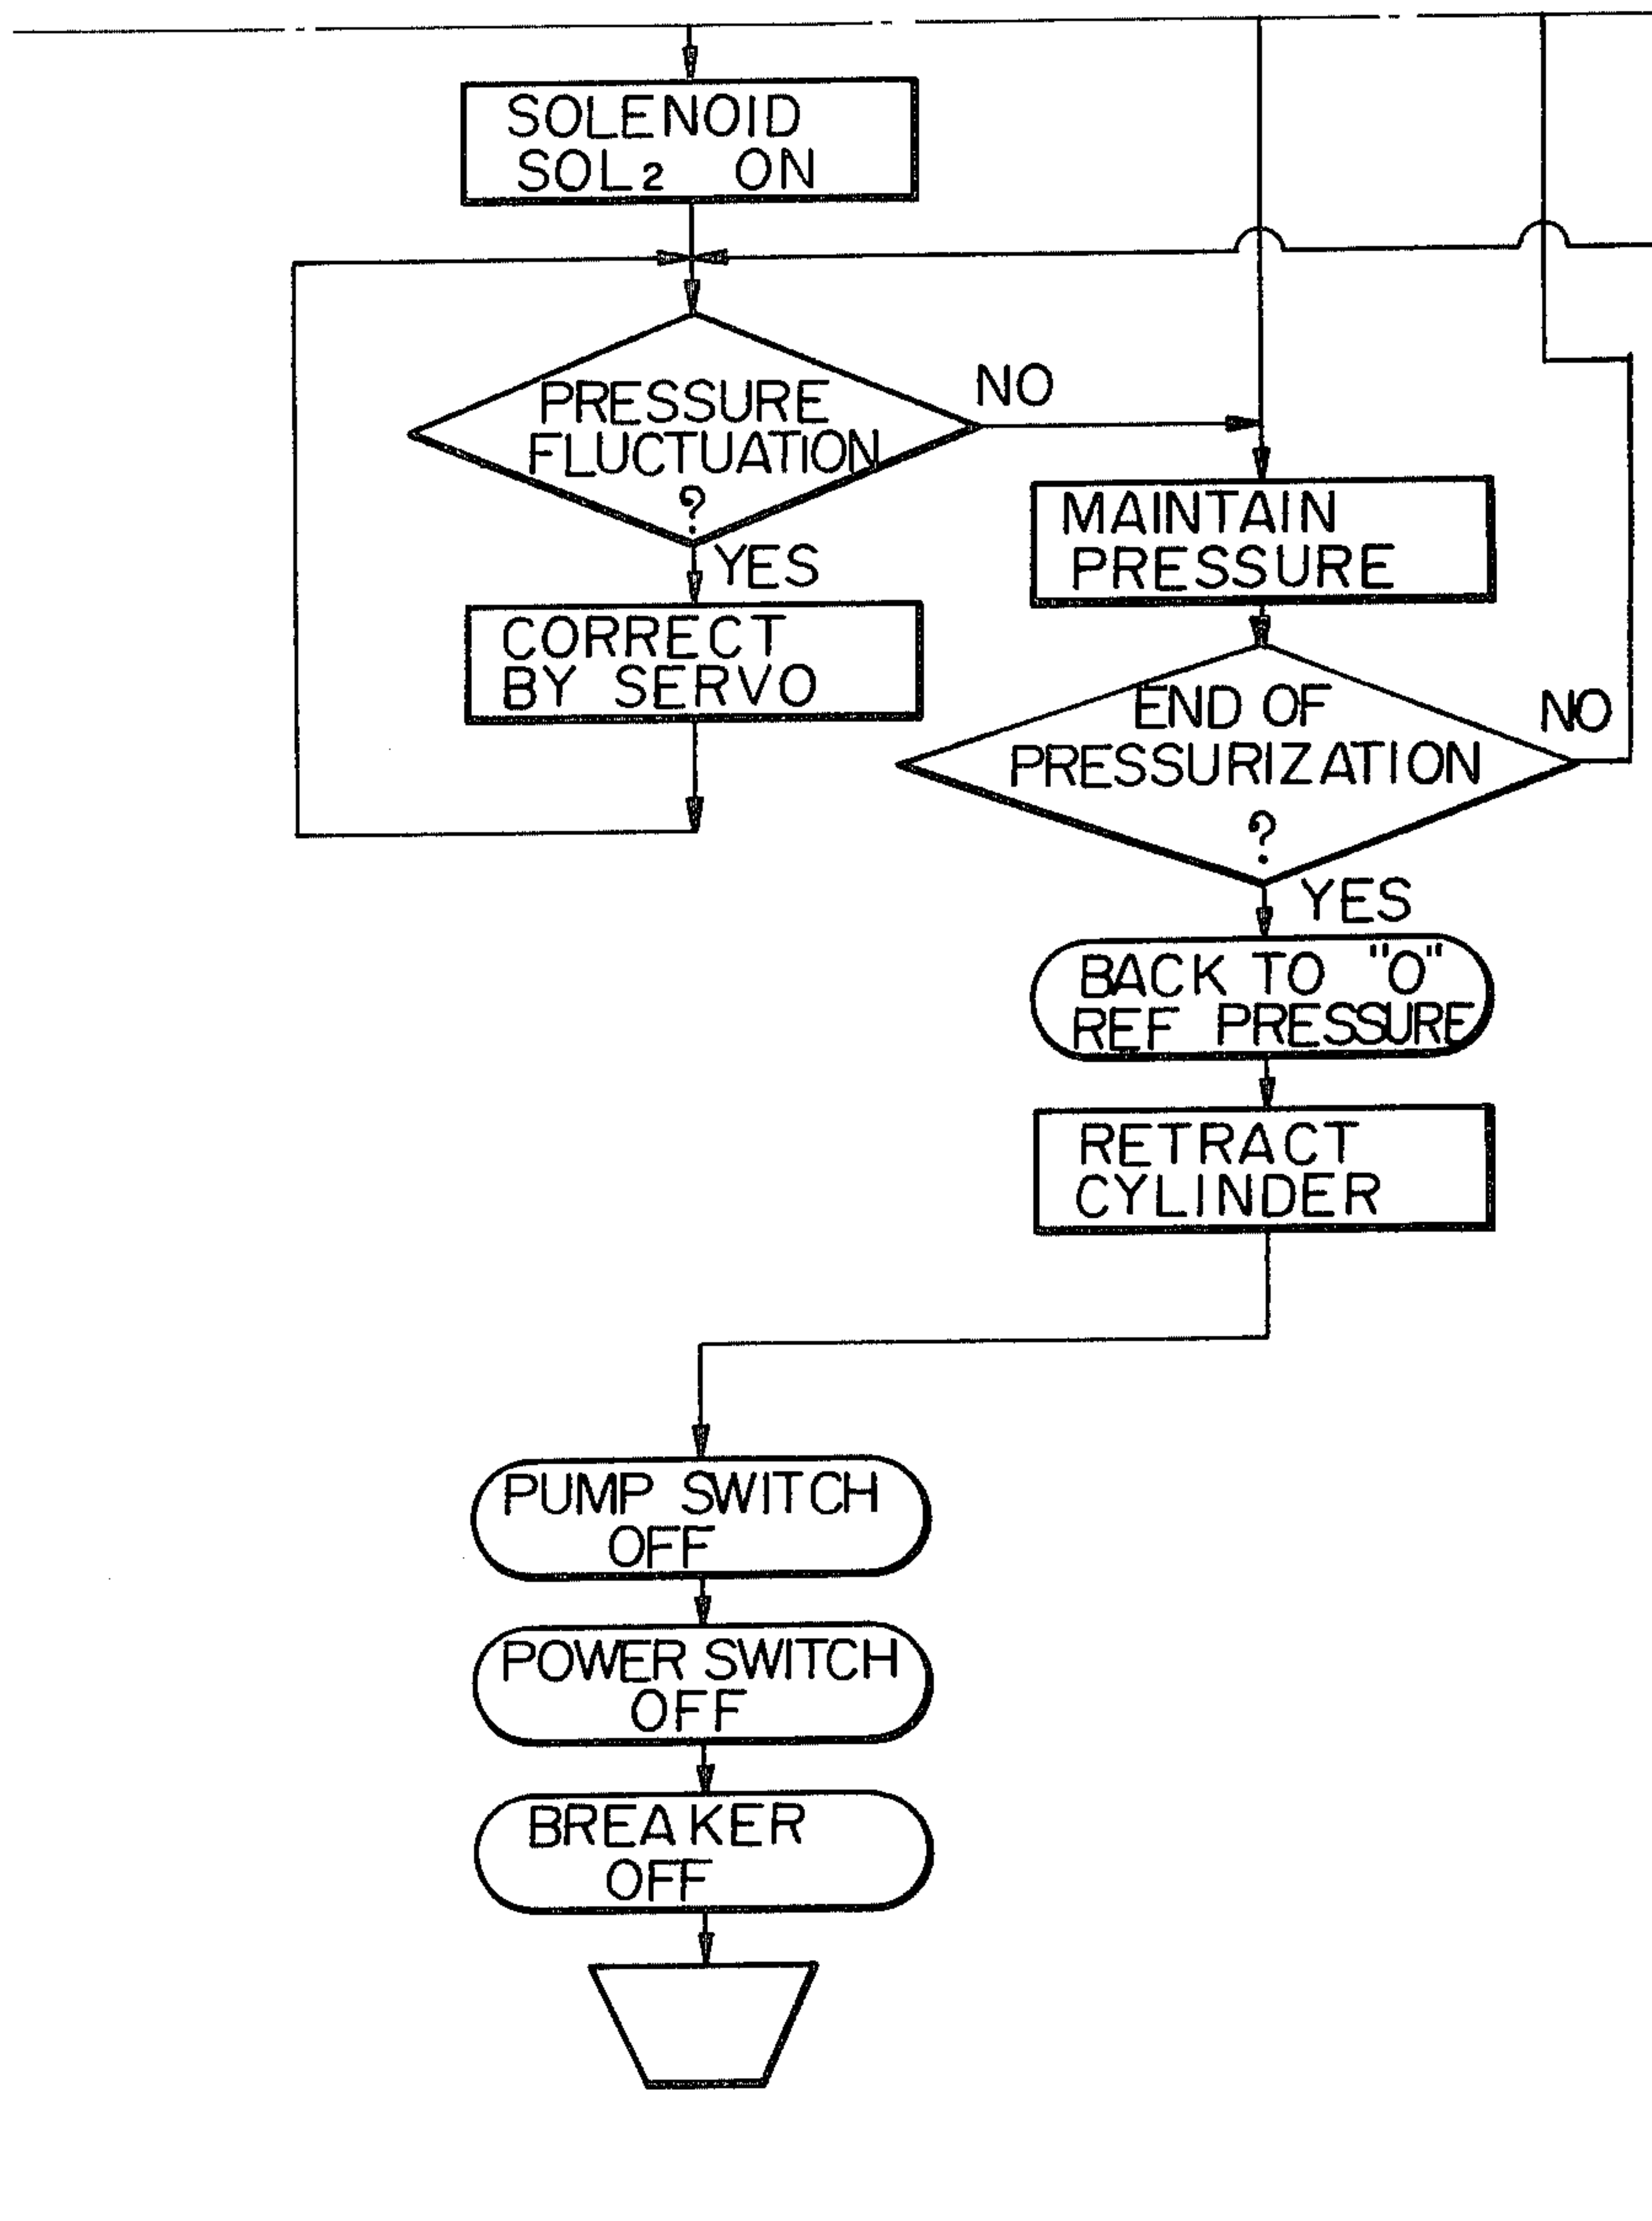 SOLENOID
SOL2 ON
PRESSURE
FLUCTUATION
?
NO
YES
CORRECT
BY SERVO
MAINTAIN
PRESSURE
END OF
PRESSURIZATION
?
NO
YES
BACK TO "O"
REF PRESSURE
RETRACT
CYLINDER
PUMP SWITCH
OFF
POWER SWITCH
OFF
BREAKER
OFF